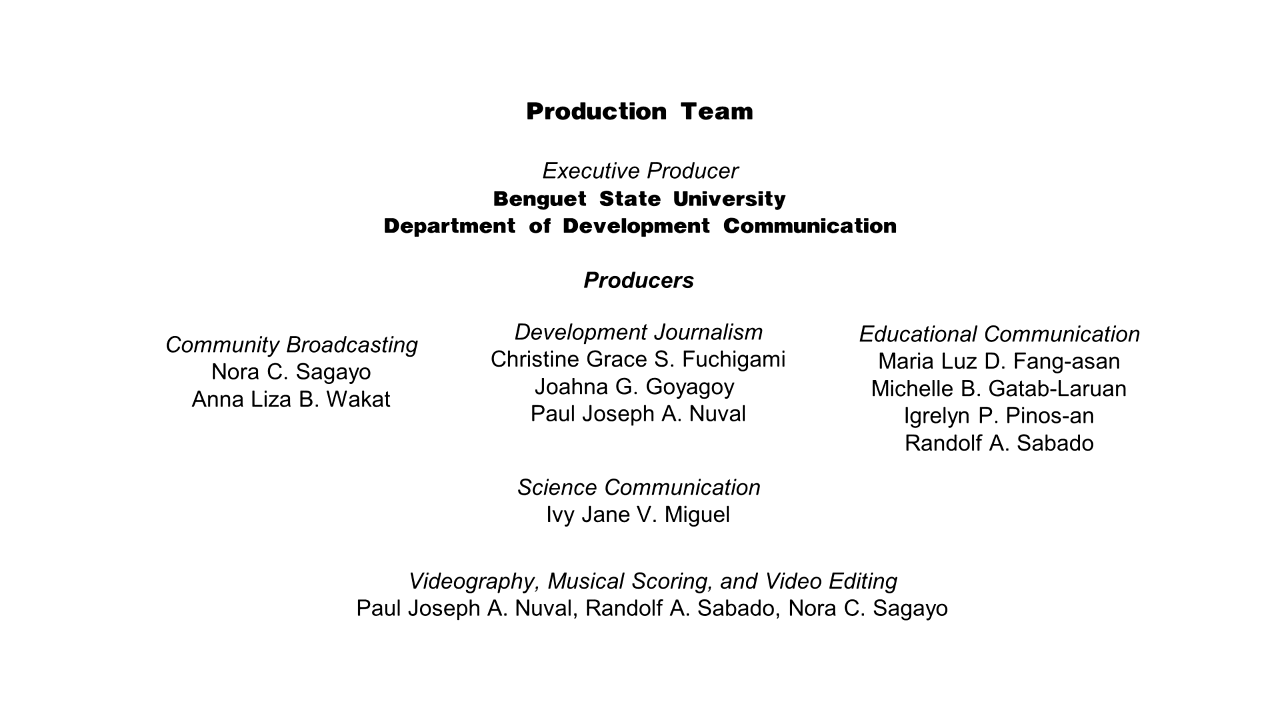 Production Team
Executive Producer
Benguet State University
Department of Development Communication
Producers
Community Broadcasting
Nora C. Sagayo
Anna Liza B. Wakat
Development Journalism
Christine Grace S. Fuchigami
Joahna G. Goyagoy
Paul Joseph A. Nuval
Educational Communication
Maria Luz D. Fang-asan
Michelle B. Gatab-Laruan
Igrelyn P. Pinos-an
Randolf A. Sabado
Science Communication
Ivy Jane V. Miguel
Videography, Musical Scoring, and Video Editing
Paul Joseph A. Nuval, Randolf A. Sabado, Nora C. Sagayo